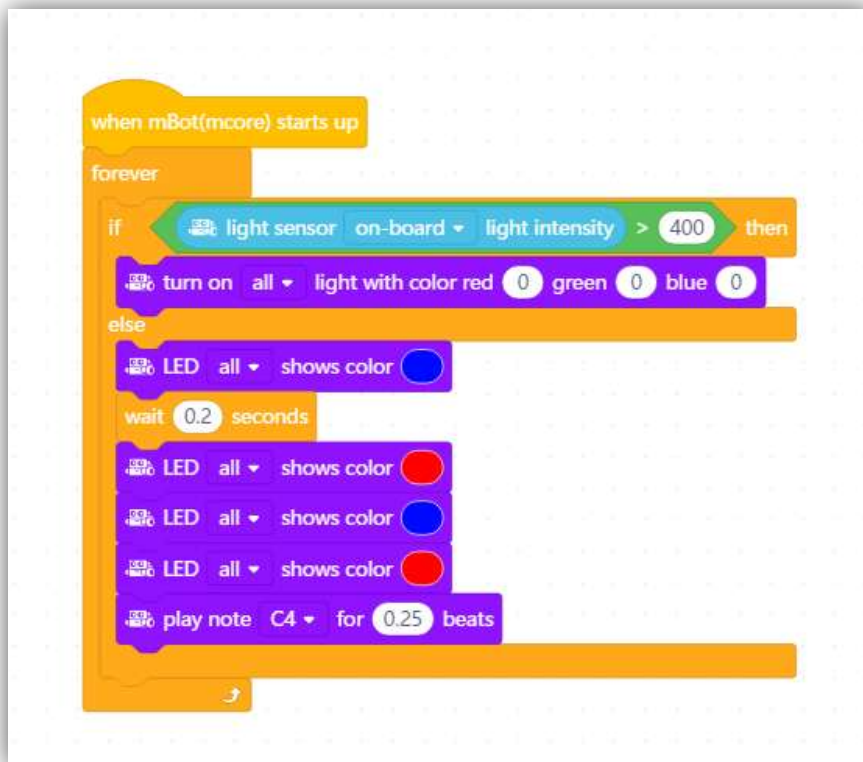 when mBot(mcore) starts up
forever
if light sensor on-board light intensity > 400 then
turn on all light with color red 0 green 0 blue 0
else
LED all shows color
wait 0.2 seconds
LED all shows color
LED all shows color
LED all shows color
play note C4 for 0.25 beats